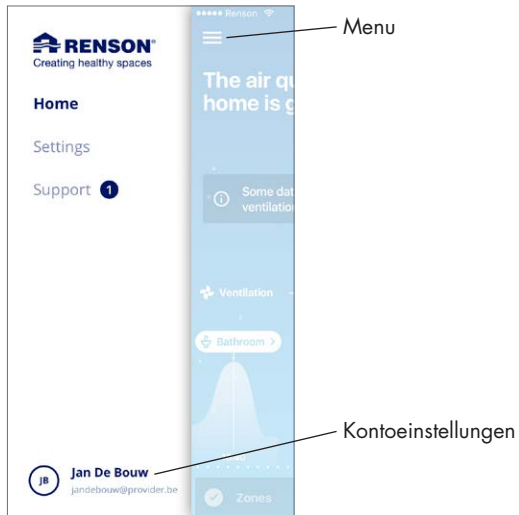 Renson
Menu
RENSON®
Creating healthy spaces
The air qu
home is g
Home
Settings
Support 1
Some dat
ventilation
Ventilation
Bathroom
Kontoeinstellungen
JB
Jan De Bouw
jandebouw@provider.be
Zones